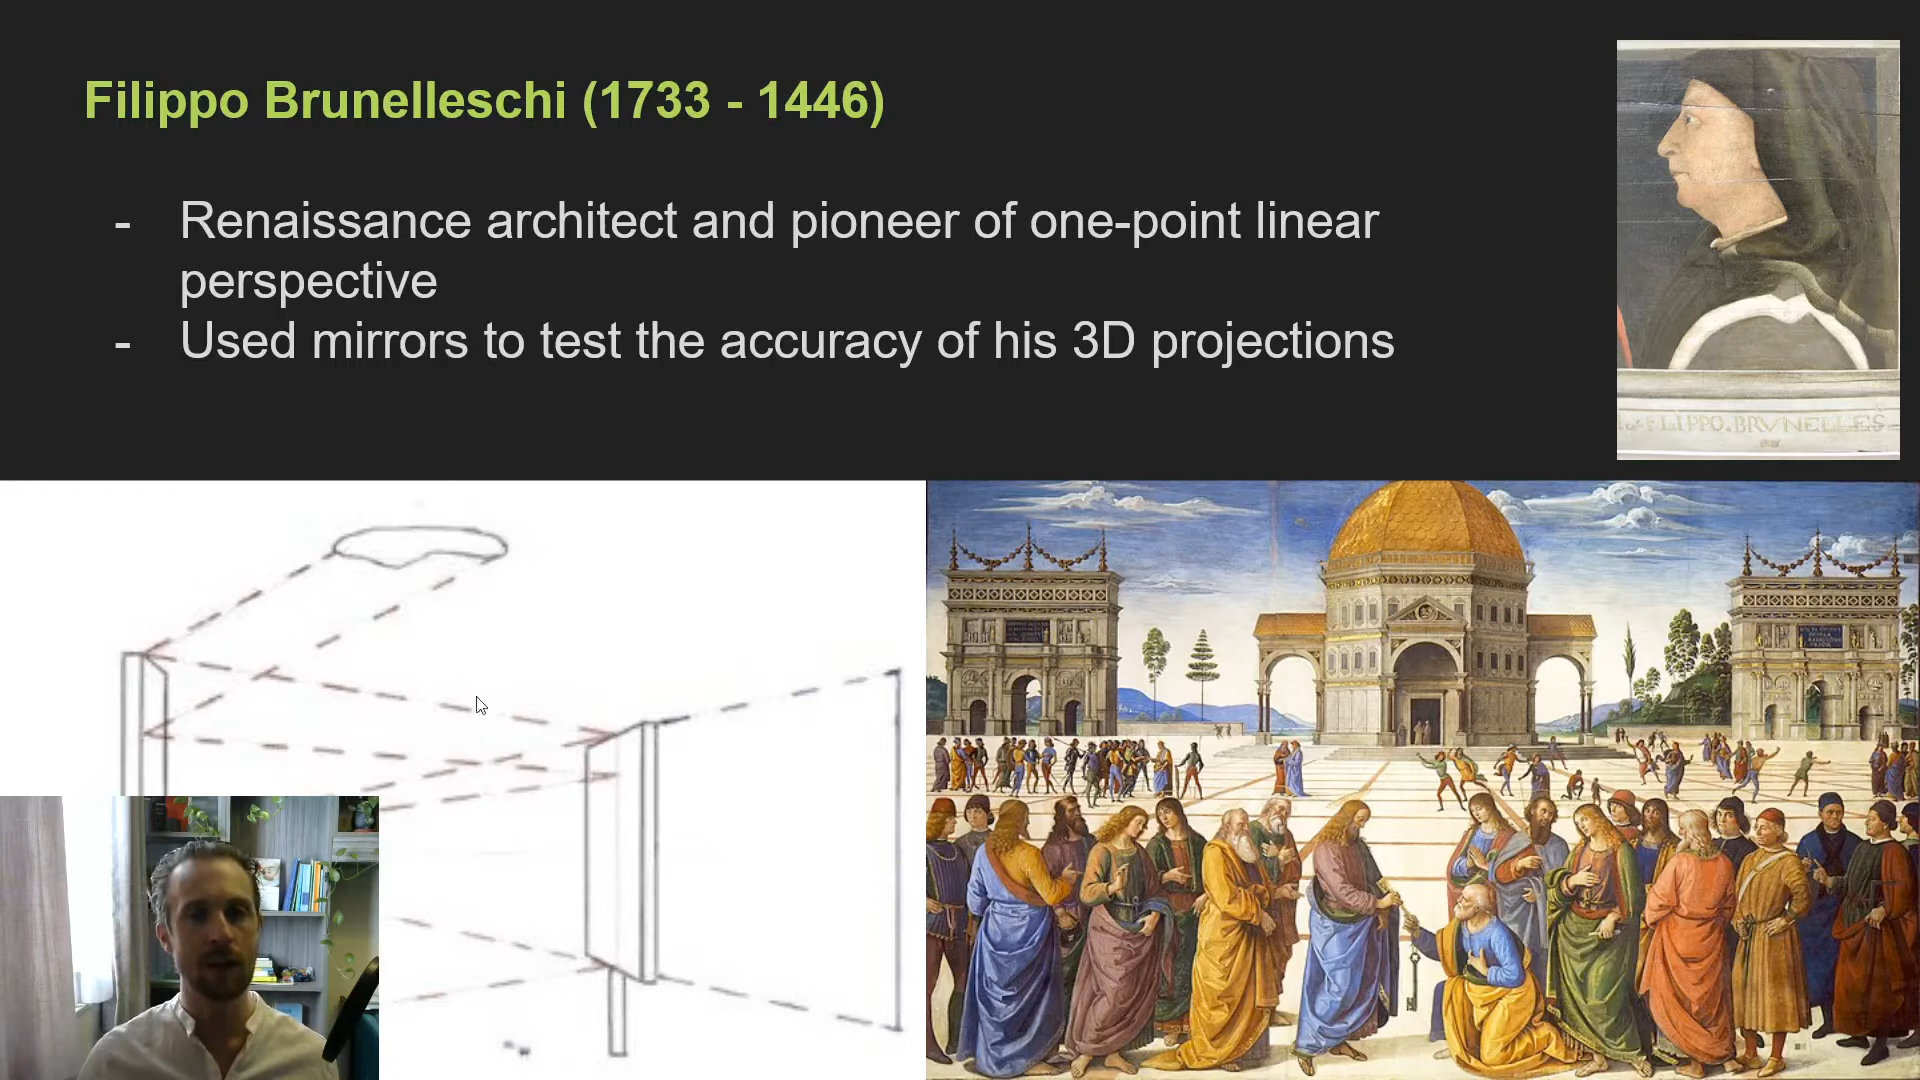 Filippo Brunelleschi (1733 - 1446)
- Renaissance architect and pioneer of one-point linear
perspective
- Used mirrors to test the accuracy of his 3D projections
FLIPPO. BRVNELLES